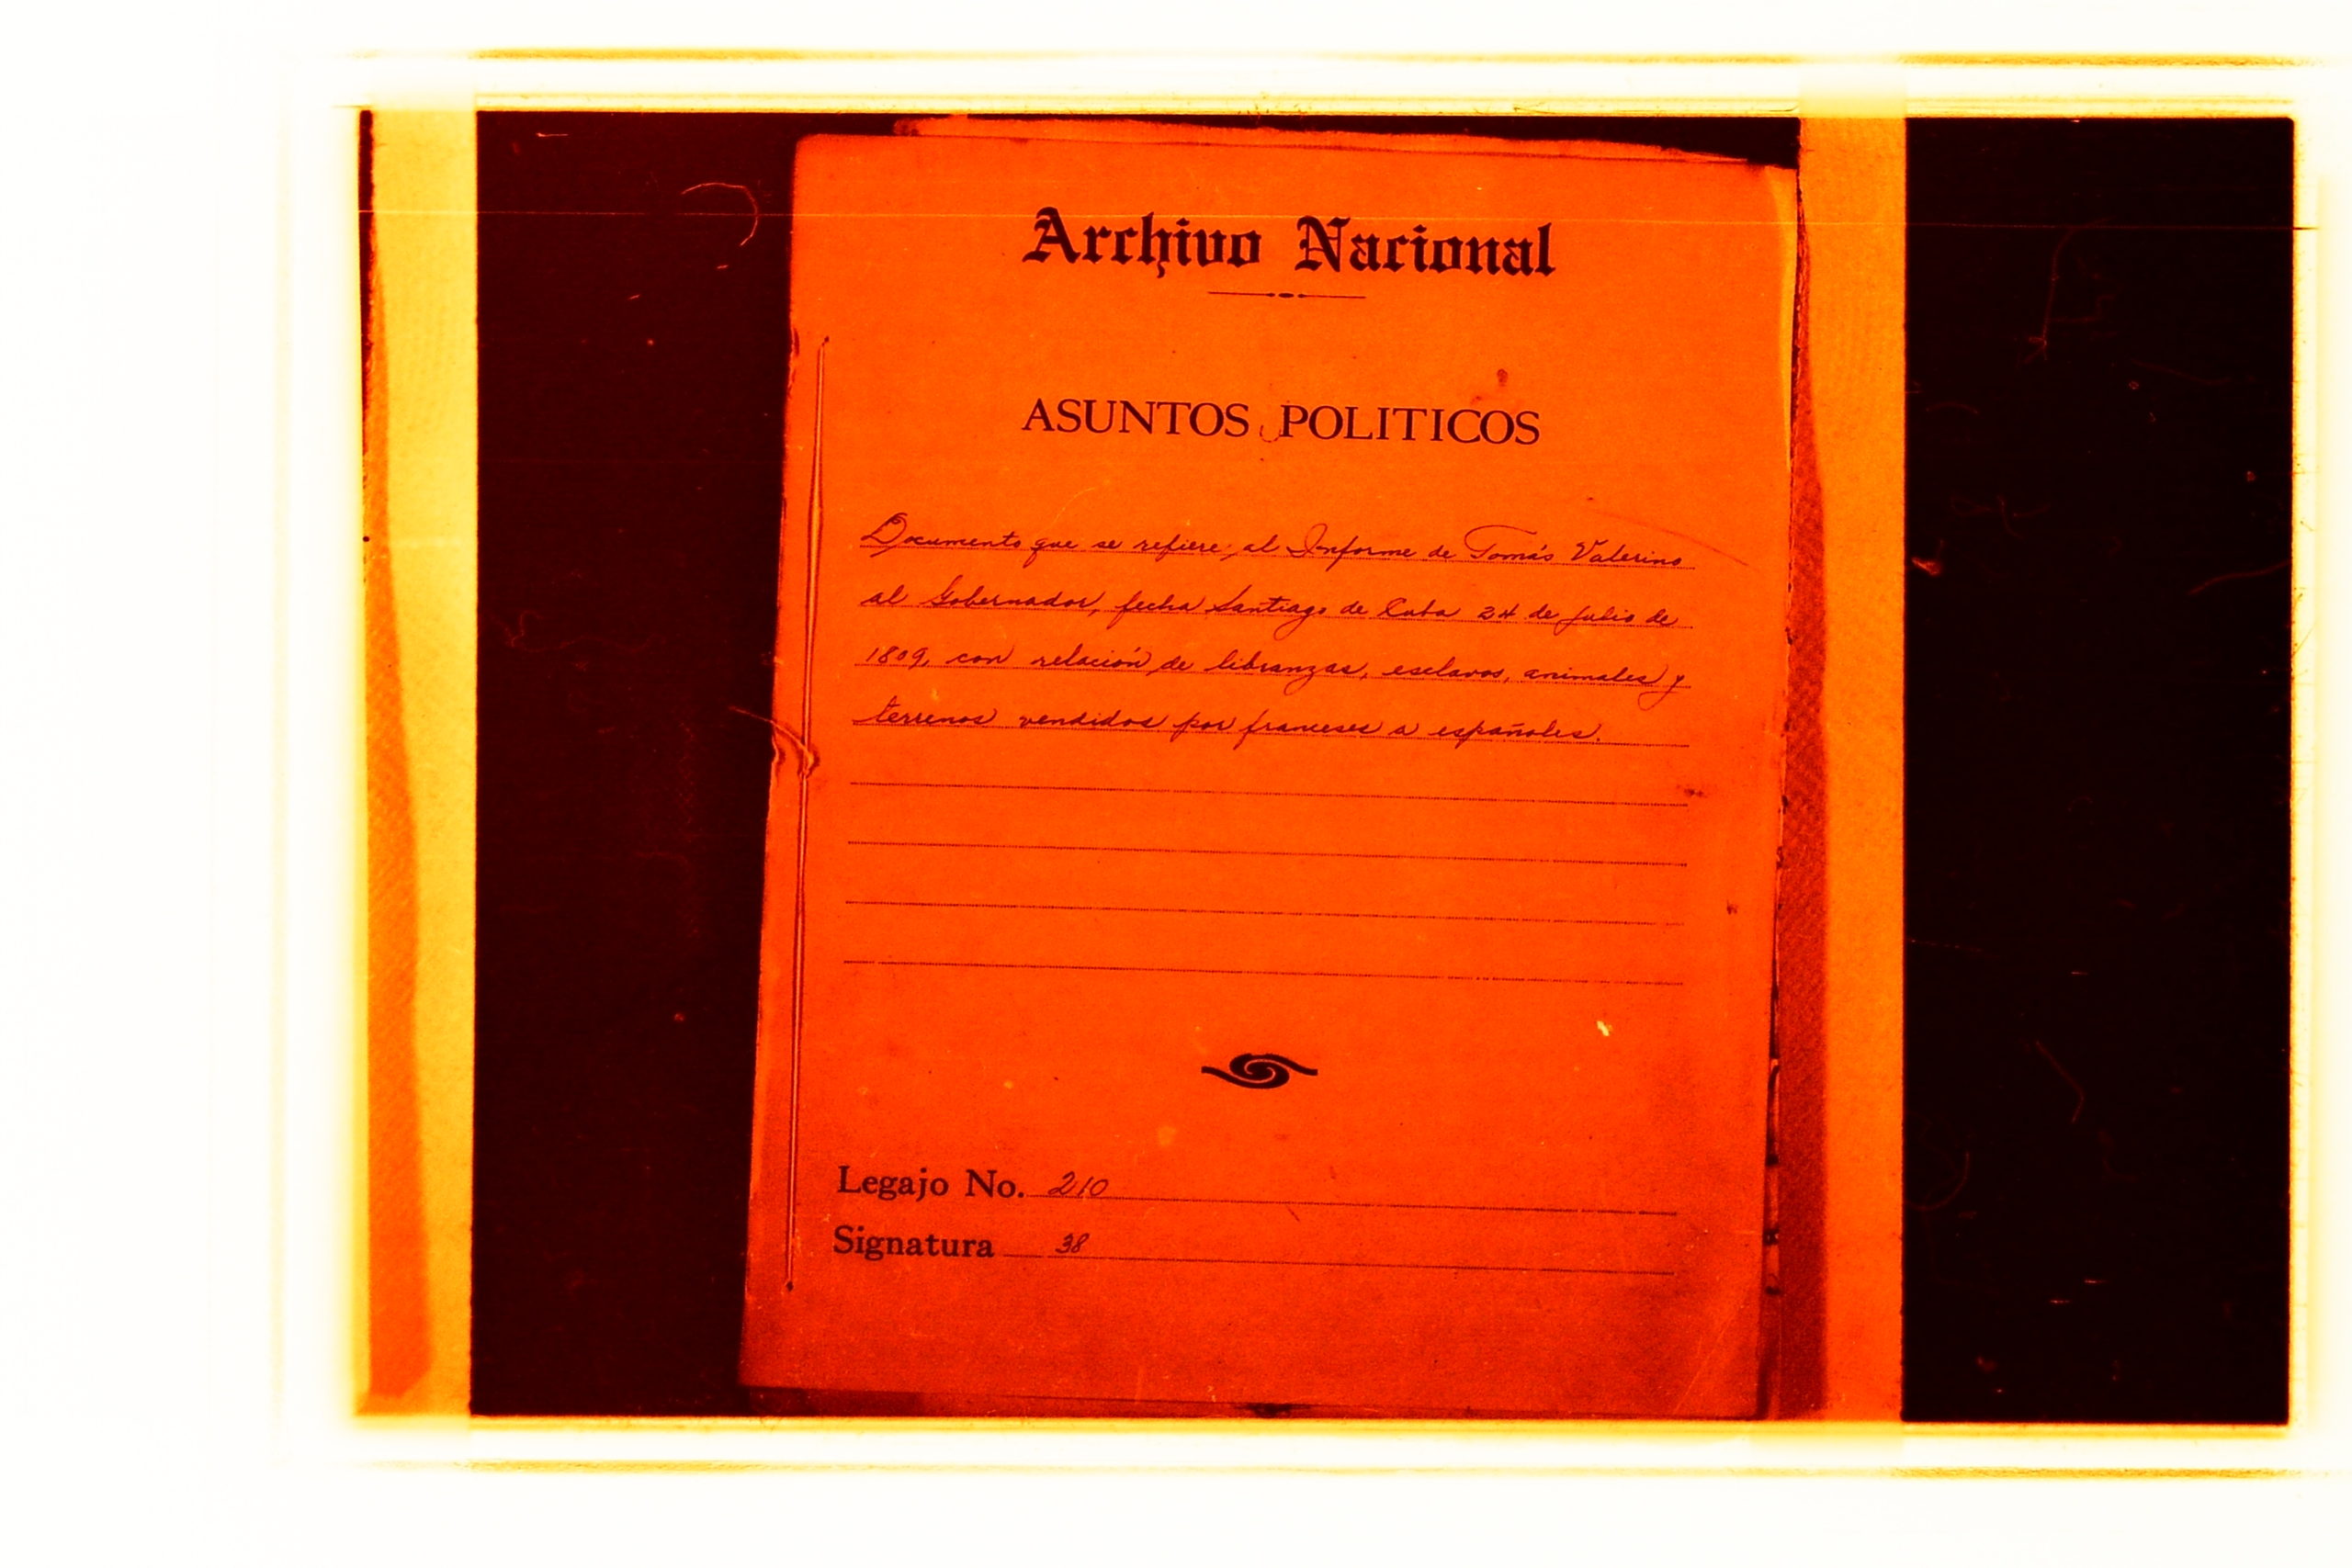 Archivo Nacional
ASUNTOS POLITICOS
Documento que se refiere al Informe de Tomás Valerino
al Gobernador, fecha Santiago de Cuba 24 de julio de
1809, con relación de libranzas, esclavos, animales y
terrenos vendidos por franceses a españoles.
Legajo No. 210
Signatura 38